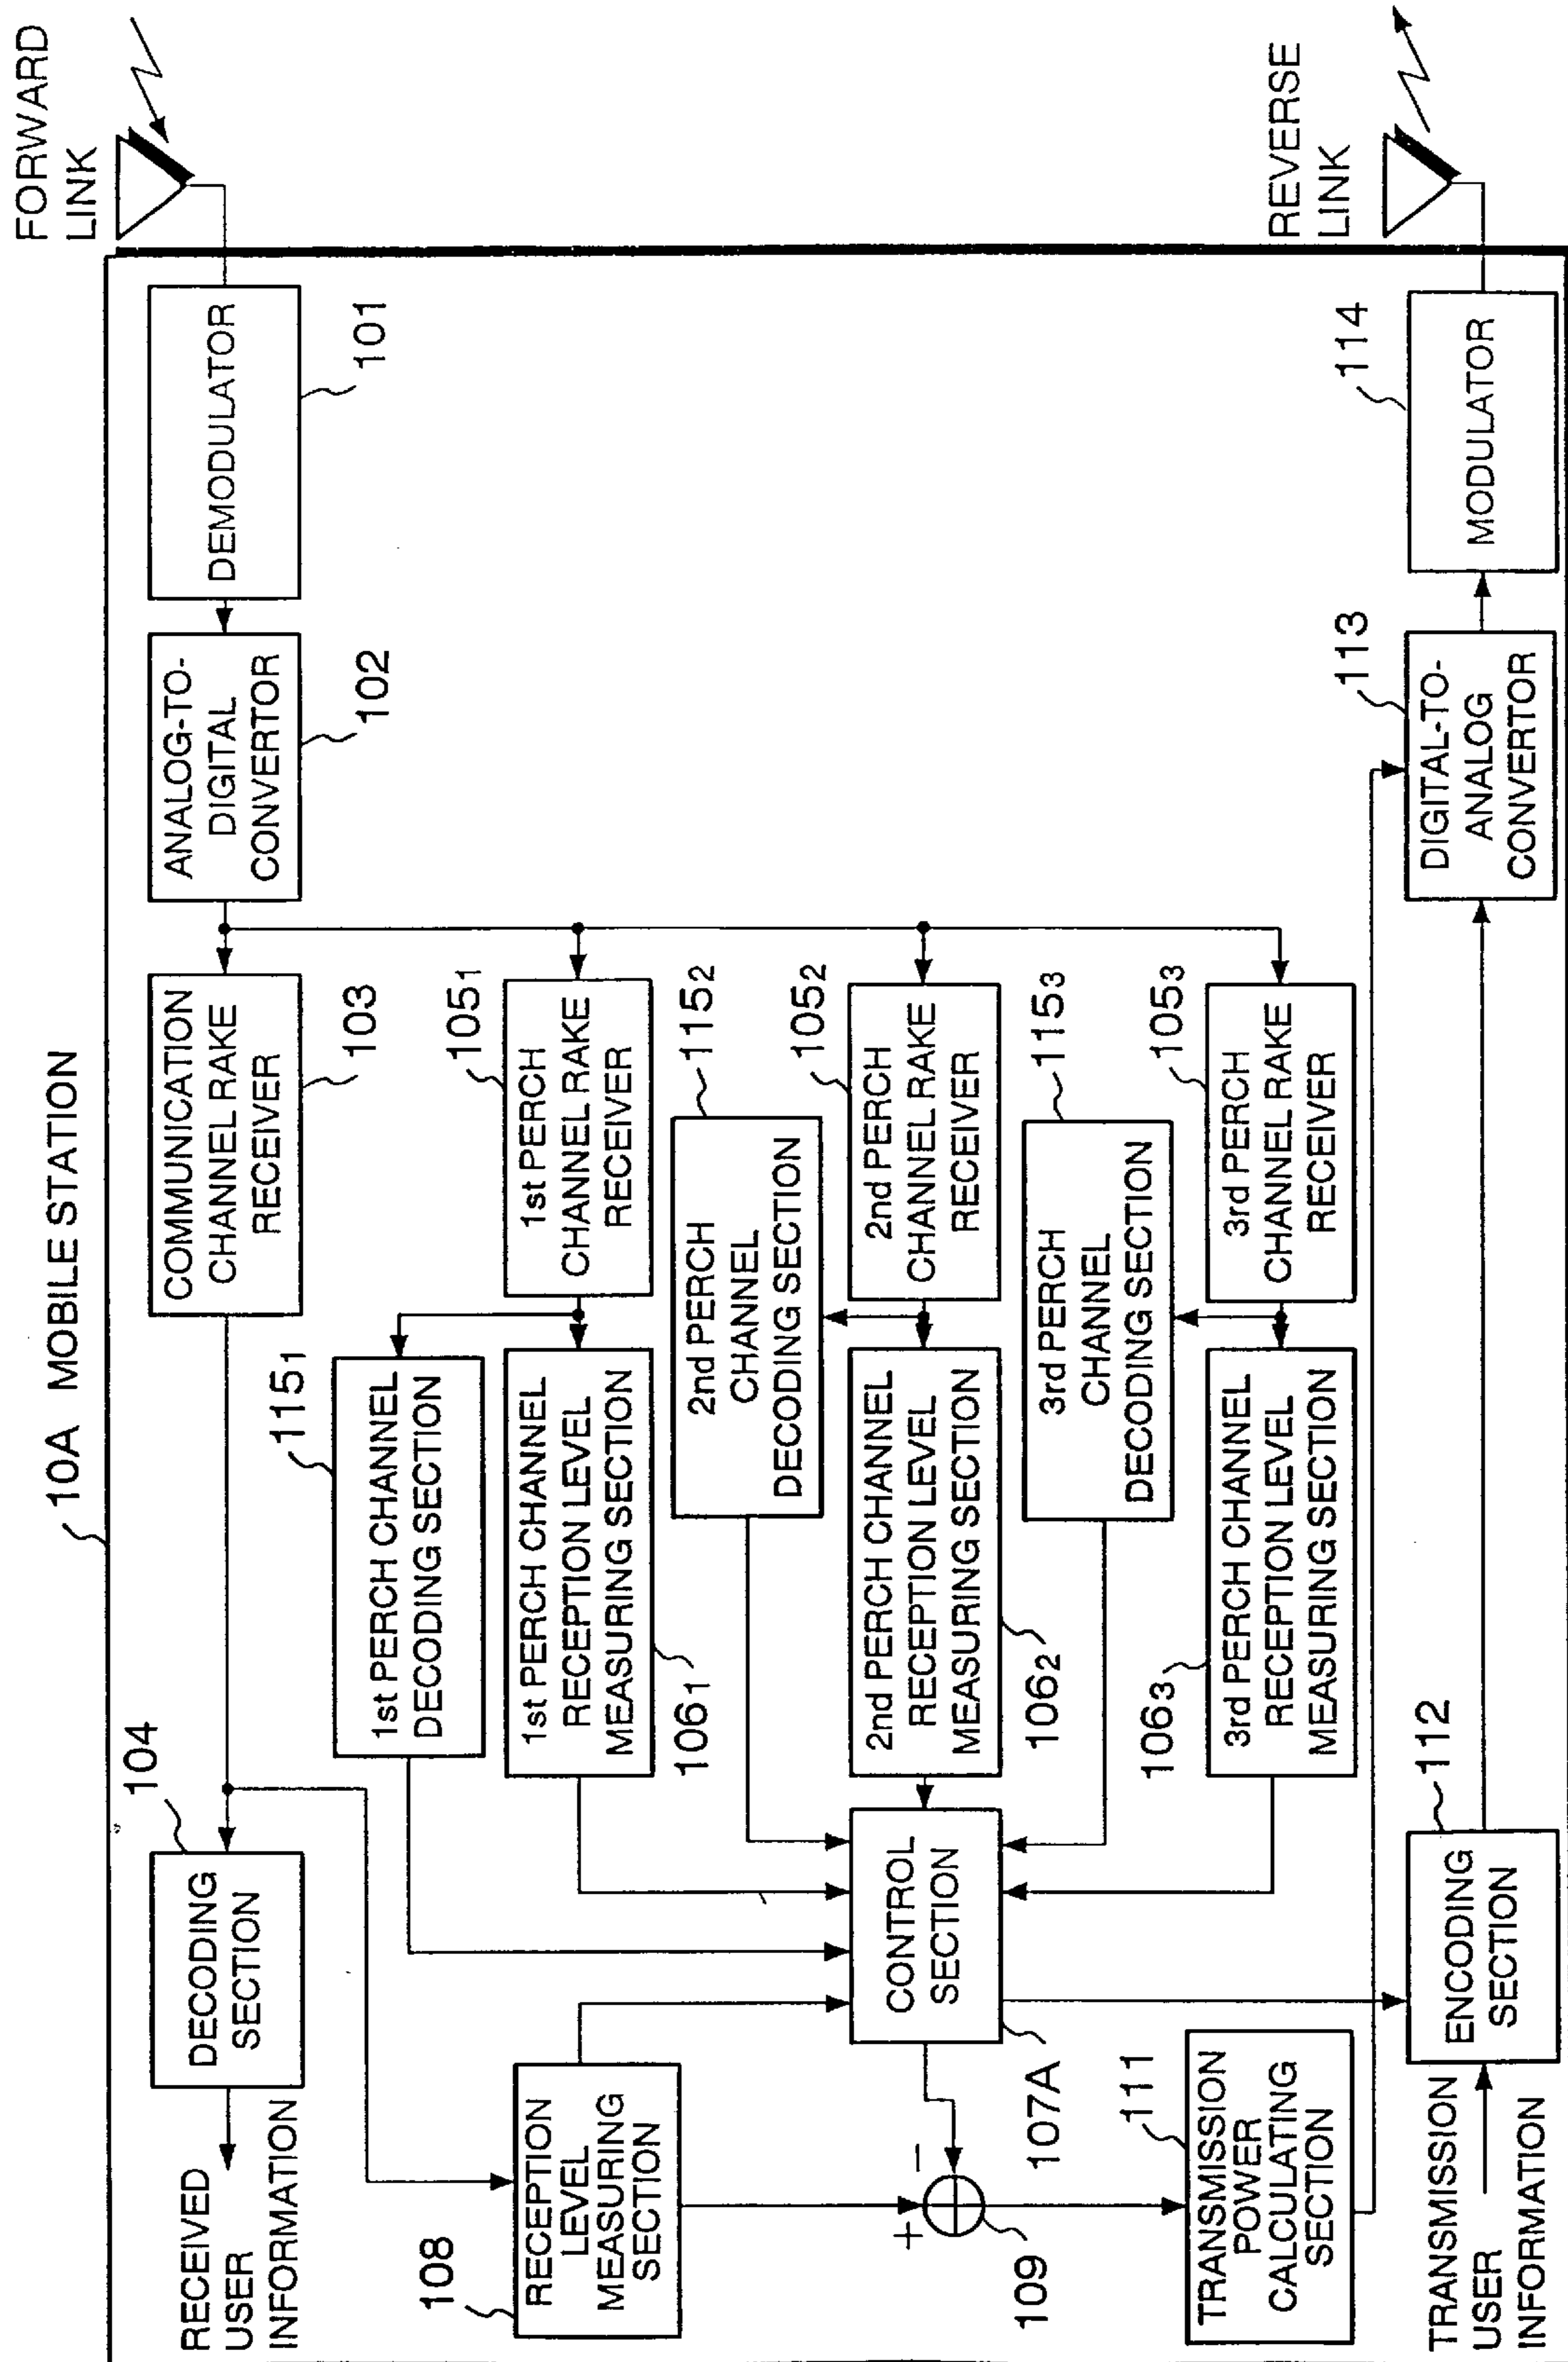 10A MOBILE STATION
FORWARD
LINK
RECEIVED
USER
INFORMATION
104
DECODING
SECTION
COMMUNICATION
CHANNEL RAKE
RECEIVER
103
ANALOG-TO-
DIGITAL
CONVERTOR
102
DEMODULATOR
101
115₁
1st PERCH CHANNEL
DECODING SECTION
105₁
1st PERCH
CHANNEL RAKE
RECEIVER
1st PERCH CHANNEL
RECEPTION LEVEL
MEASURING SECTION
106₁
108
RECEPTION
LEVEL
MEASURING
SECTION
2nd PERCH
CHANNEL
DECODING SECTION
115₂
105₂
2nd PERCH
CHANNEL RAKE
RECEIVER
2nd PERCH CHANNEL
RECEPTION LEVEL
MEASURING SECTION
106₂
CONTROL
SECTION
107A
+
−
109
3rd PERCH
CHANNEL
DECODING SECTION
115₃
105₃
3rd PERCH
CHANNEL RAKE
RECEIVER
106₃
3rd PERCH CHANNEL
RECEPTION LEVEL
MEASURING SECTION
111
TRANSMISSION
POWER
CALCULATING
SECTION
TRANSMISSION
USER
INFORMATION
112
ENCODING
SECTION
113
DIGITAL-TO-
ANALOG
CONVERTOR
114
MODULATOR
REVERSE
LINK